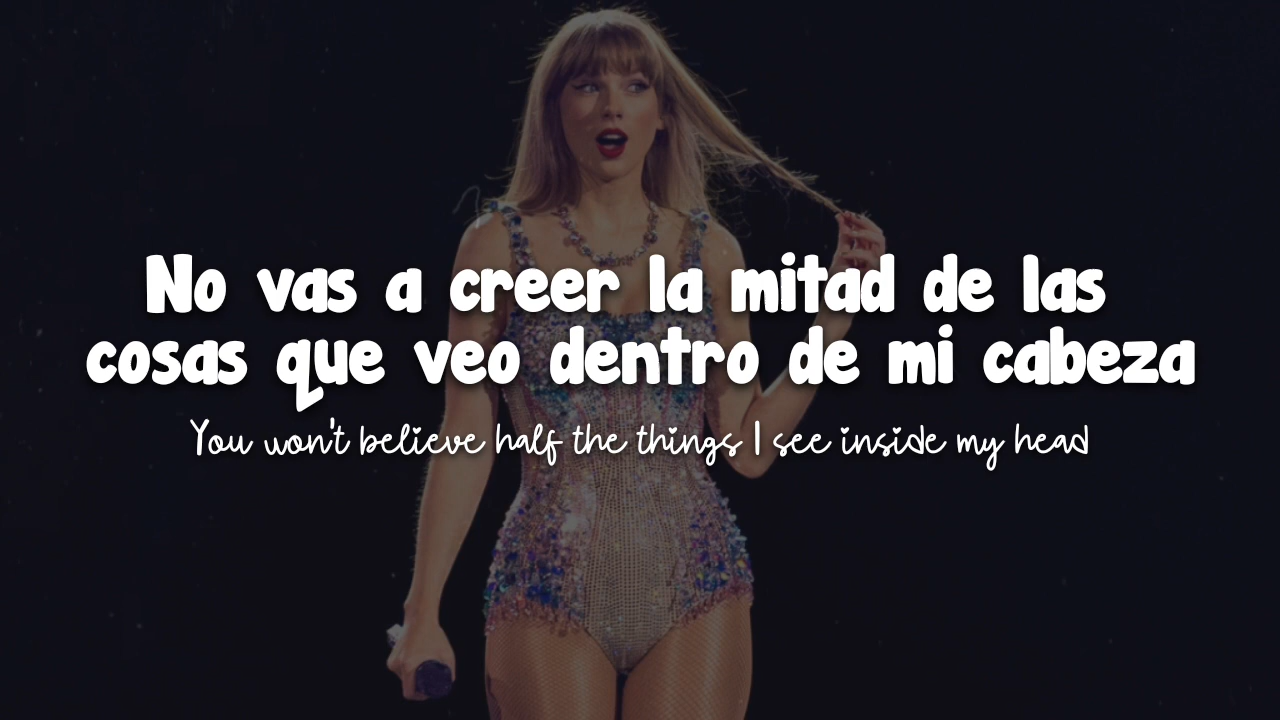 No vas a creer la mitad de las
cosas que veo dentro de mi cabeza
You won't believe half the things I see inside my head